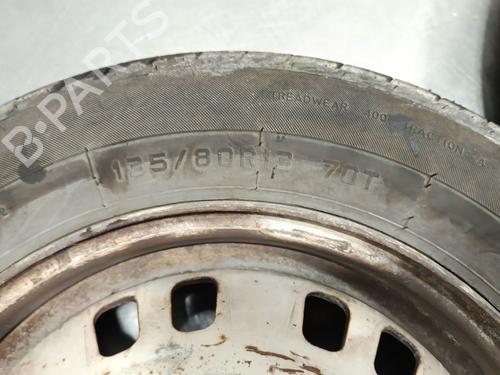 B-PARTS
TREADWEAR 400 TRACTION A
135/80R13 70T